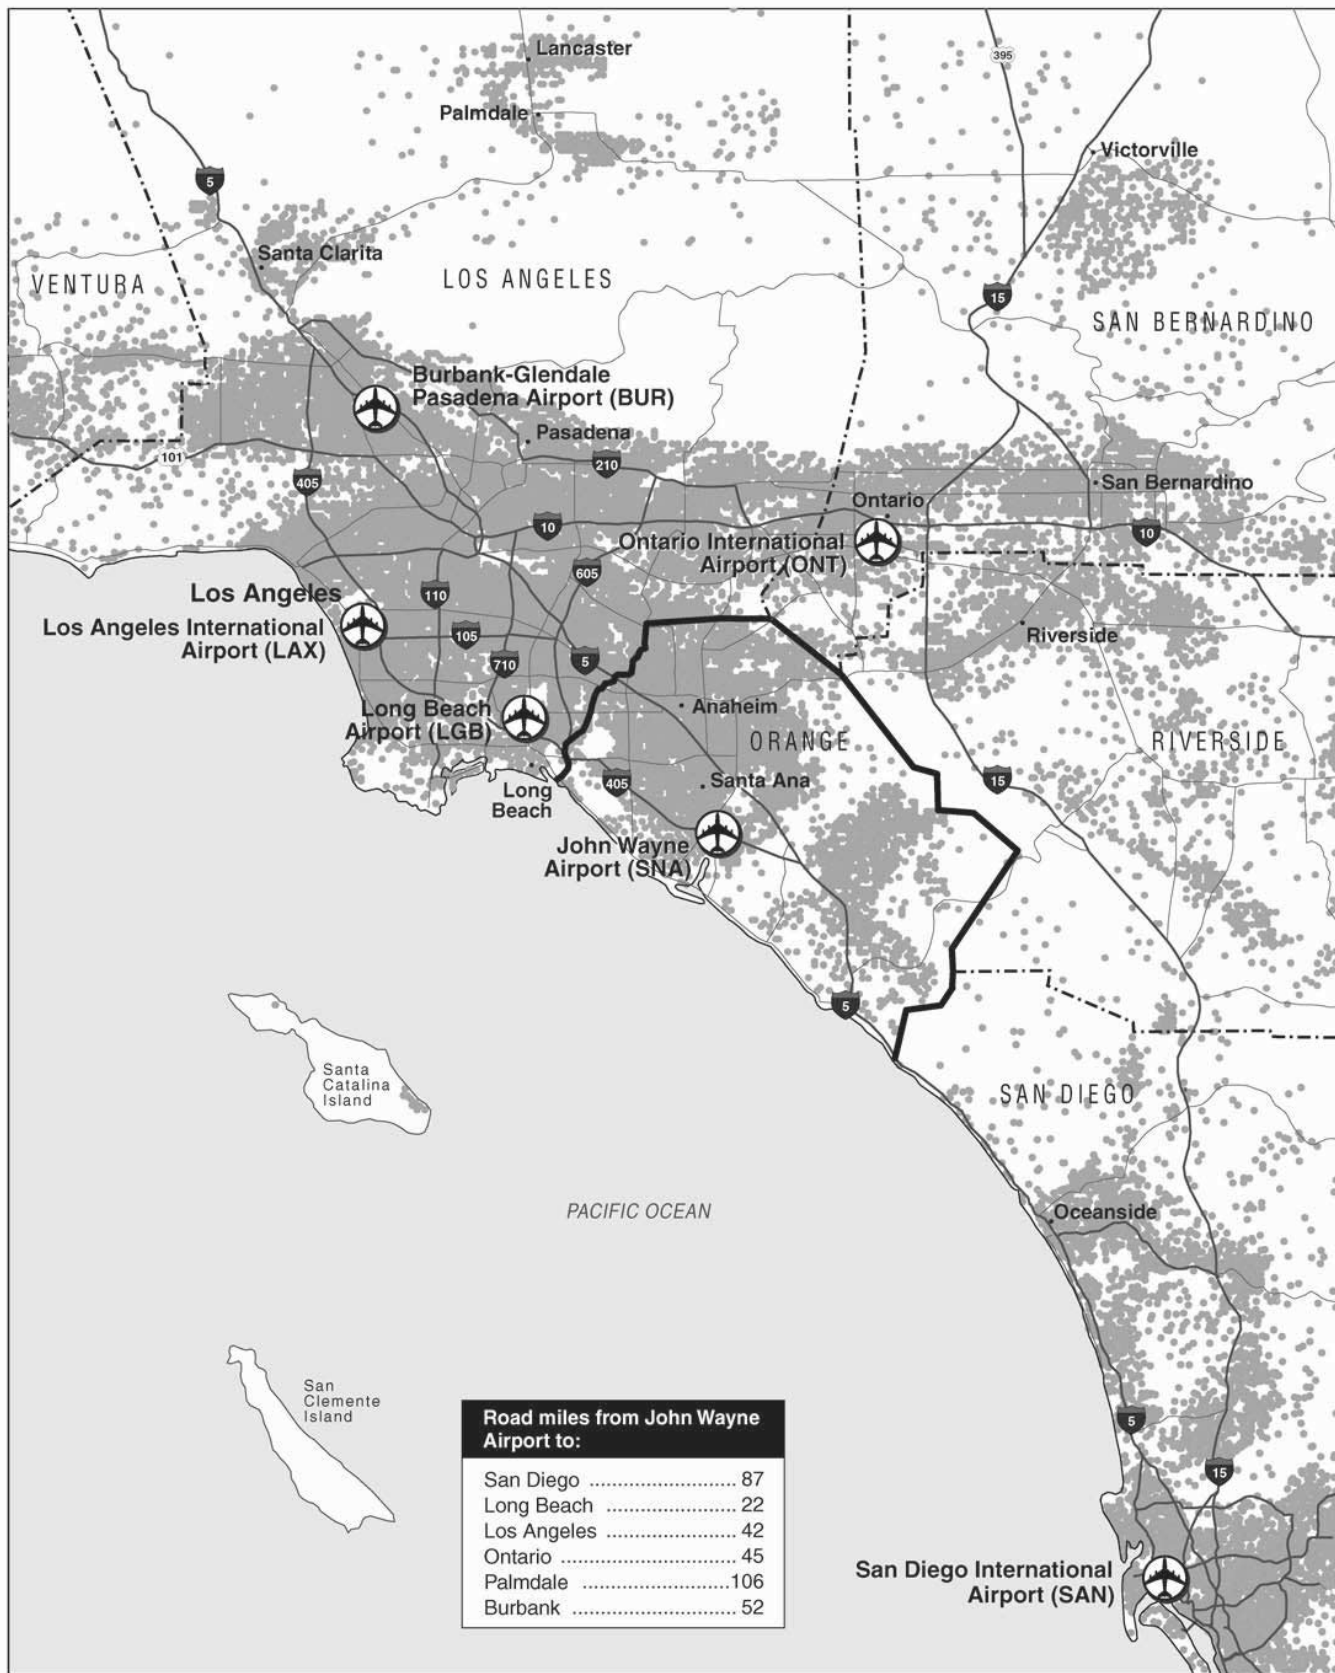 Lancaster
395
Palmdale
Victorville
5
Santa Clarita
VENTURA
LOS ANGELES
15
SAN BERNARDINO
Burbank-Glendale
Pasadena Airport (BUR)
Pasadena
101
210
405
San Bernardino
Ontario
10
10
Ontario International
Airport (ONT)
605
Los Angeles
110
Los Angeles International
Airport (LAX)
105
Riverside
710
5
Long Beach
Airport (LGB)
Anaheim
ORANGE
RIVERSIDE
405
Santa Ana
15
Long
Beach
John Wayne
Airport (SNA)
5
Santa
Catalina
Island
SAN DIEGO
PACIFIC OCEAN
Oceanside
San
Clemente
Island
5
15
Road miles from John Wayne
Airport to:
San Diego ............................ 87
Long Beach ......................... 22
Los Angeles ......................... 42
Ontario ................................. 45
Palmdale ............................ 106
Burbank ............................... 52
San Diego International
Airport (SAN)